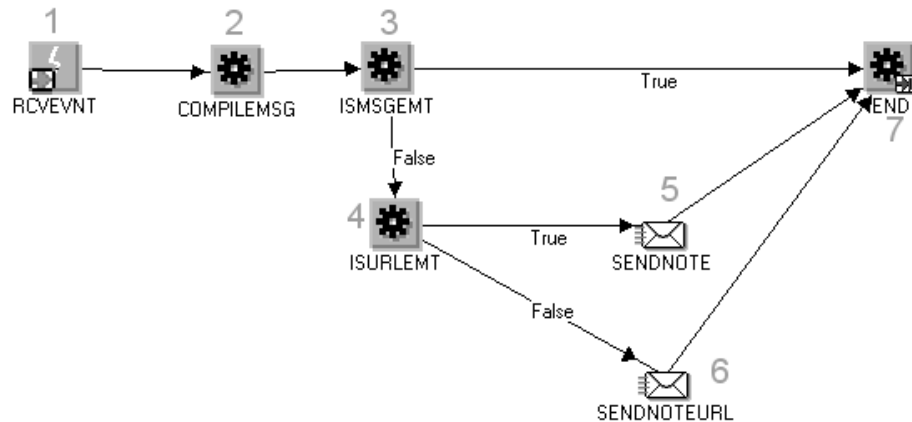 1
2
3
RCVEVNT
COMPILEMSG
ISMSGEMT
True
END
7
False
4
5
ISURLEMT
True
SENDNOTE
False
6
SENDNOTEURL